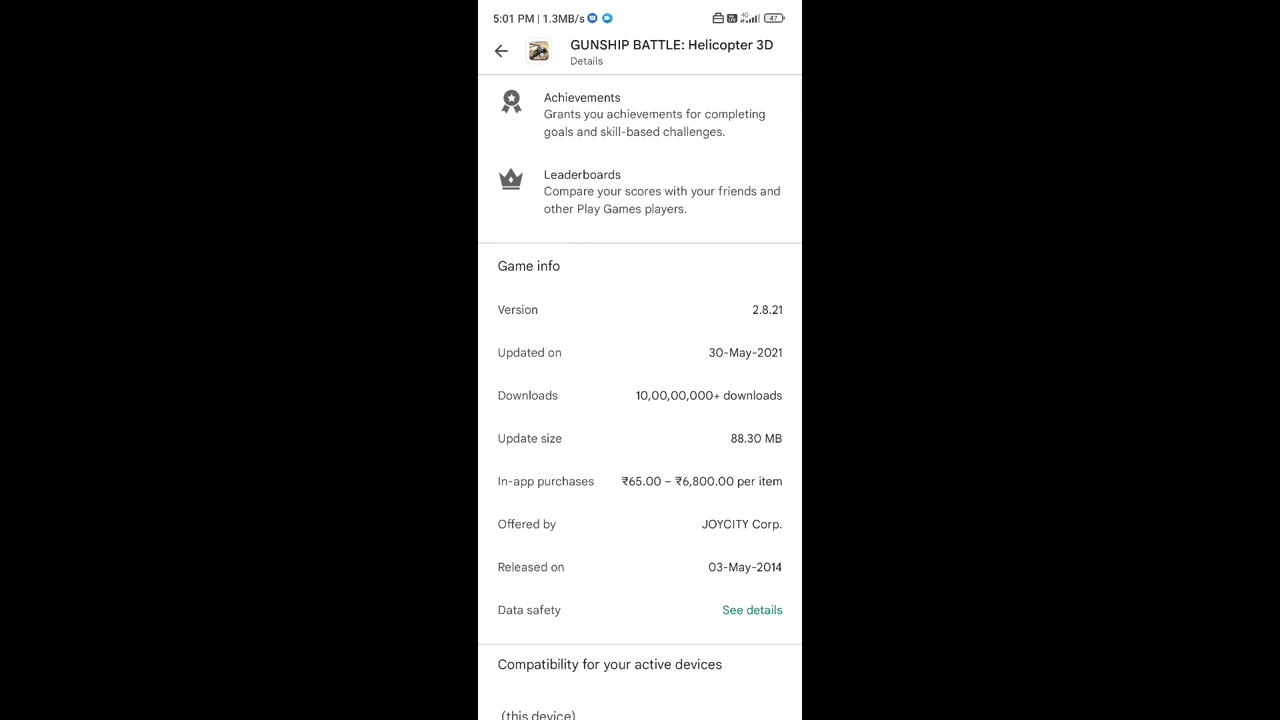 5:01 PM | 1.3MB/s 4G 47
GUNSHIP BATTLE: Helicopter 3D
Details
Achievements
Grants you achievements for completing
goals and skill-based challenges.
Leaderboards
Compare your scores with your friends and
other Play Games players.
Game info
Version 2.8.21
Updated on 30-May-2021
Downloads 10,00,00,000+ downloads
Update size 88.30 MB
In-app purchases ₹65.00 – ₹6,800.00 per item
Offered by JOYCITY Corp.
Released on 03-May-2014
Data safety See details
Compatibility for your active devices
(this device)